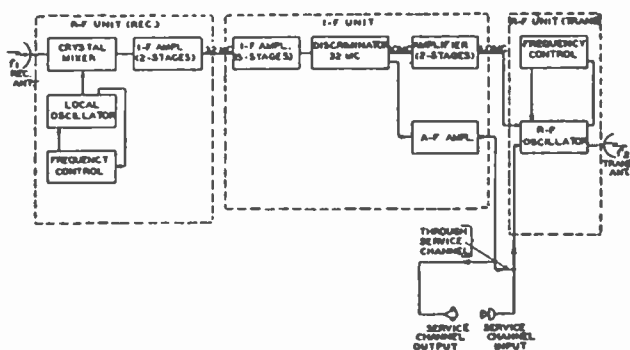 R-F UNIT (REC.)
I-F UNIT
R-F UNIT (TRANS)
CRYSTAL
MIXER
I-F AMPL.
(2-STAGES)
32 MC
I-F AMPL.
(5-STAGES)
DISCRIMINATOR
32 MC
AMPLIFIER
(2-STAGES)
FREQUENCY
CONTROL
f1
REC.
ANT.
LOCAL
OSCILLATOR
FREQUENCY
CONTROL
A-F AMPL.
R-F
OSCILLATOR
f2
TRANS
ANT.
THROUGH
SERVICE
CHANNEL
SERVICE
CHANNEL
OUTPUT
SERVICE
CHANNEL
INPUT